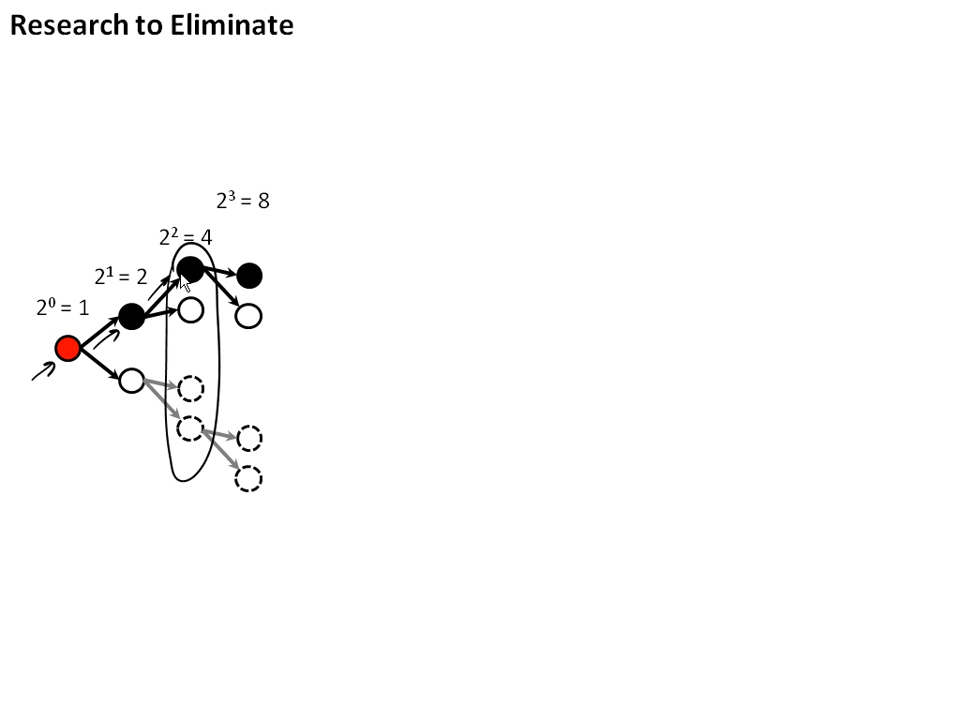 Research to Eliminate
2³ = 8
2² = 4
2¹ = 2
2⁰ = 1